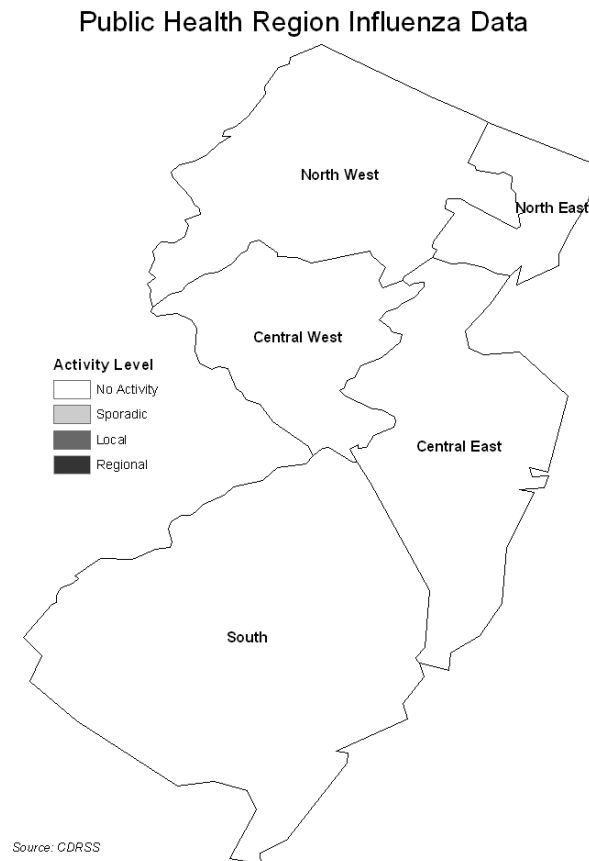 Public Health Region Influenza Data
North West
North East
Central West
Activity Level
No Activity
Sporadic
Local
Regional
Central East
South
Source: CDRSS